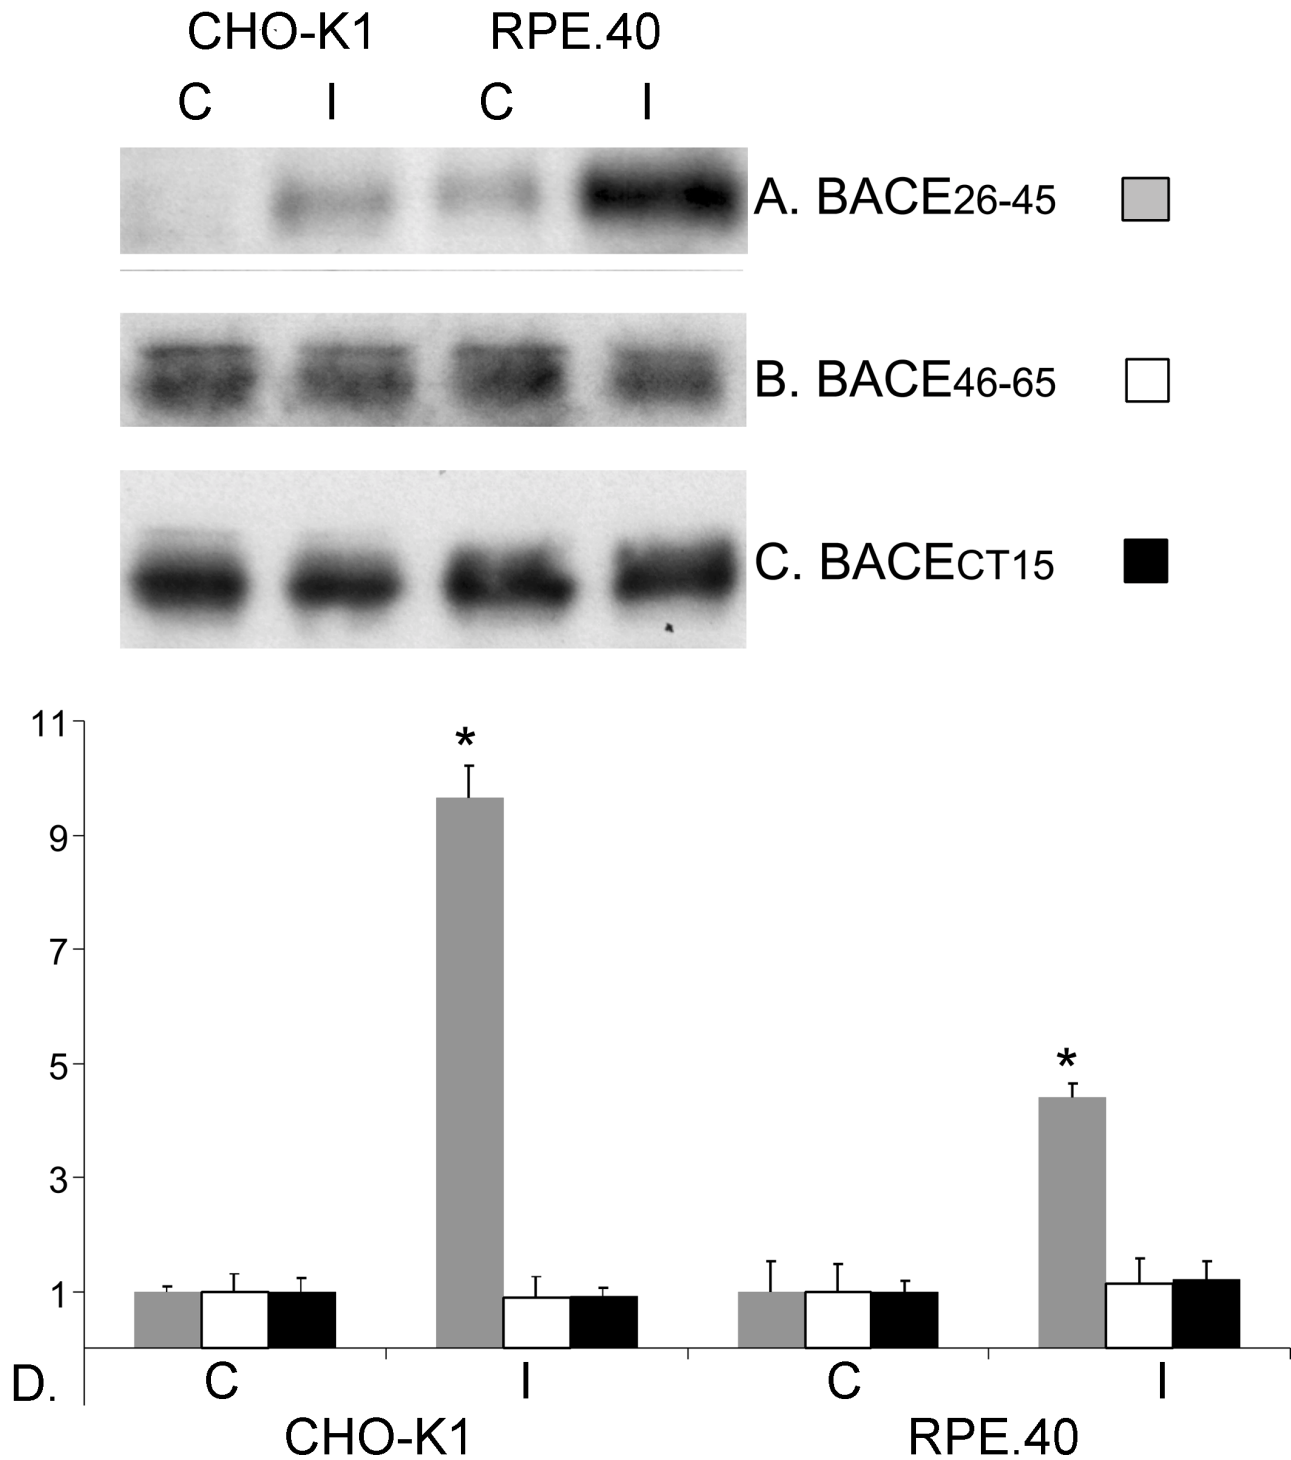 CHO-K1 RPE.40
C I C I
A. BACE26-45
B. BACE46-65
C. BACECT15
11
*
9
7
5
*
3
1
D. C I C I
CHO-K1 RPE.40